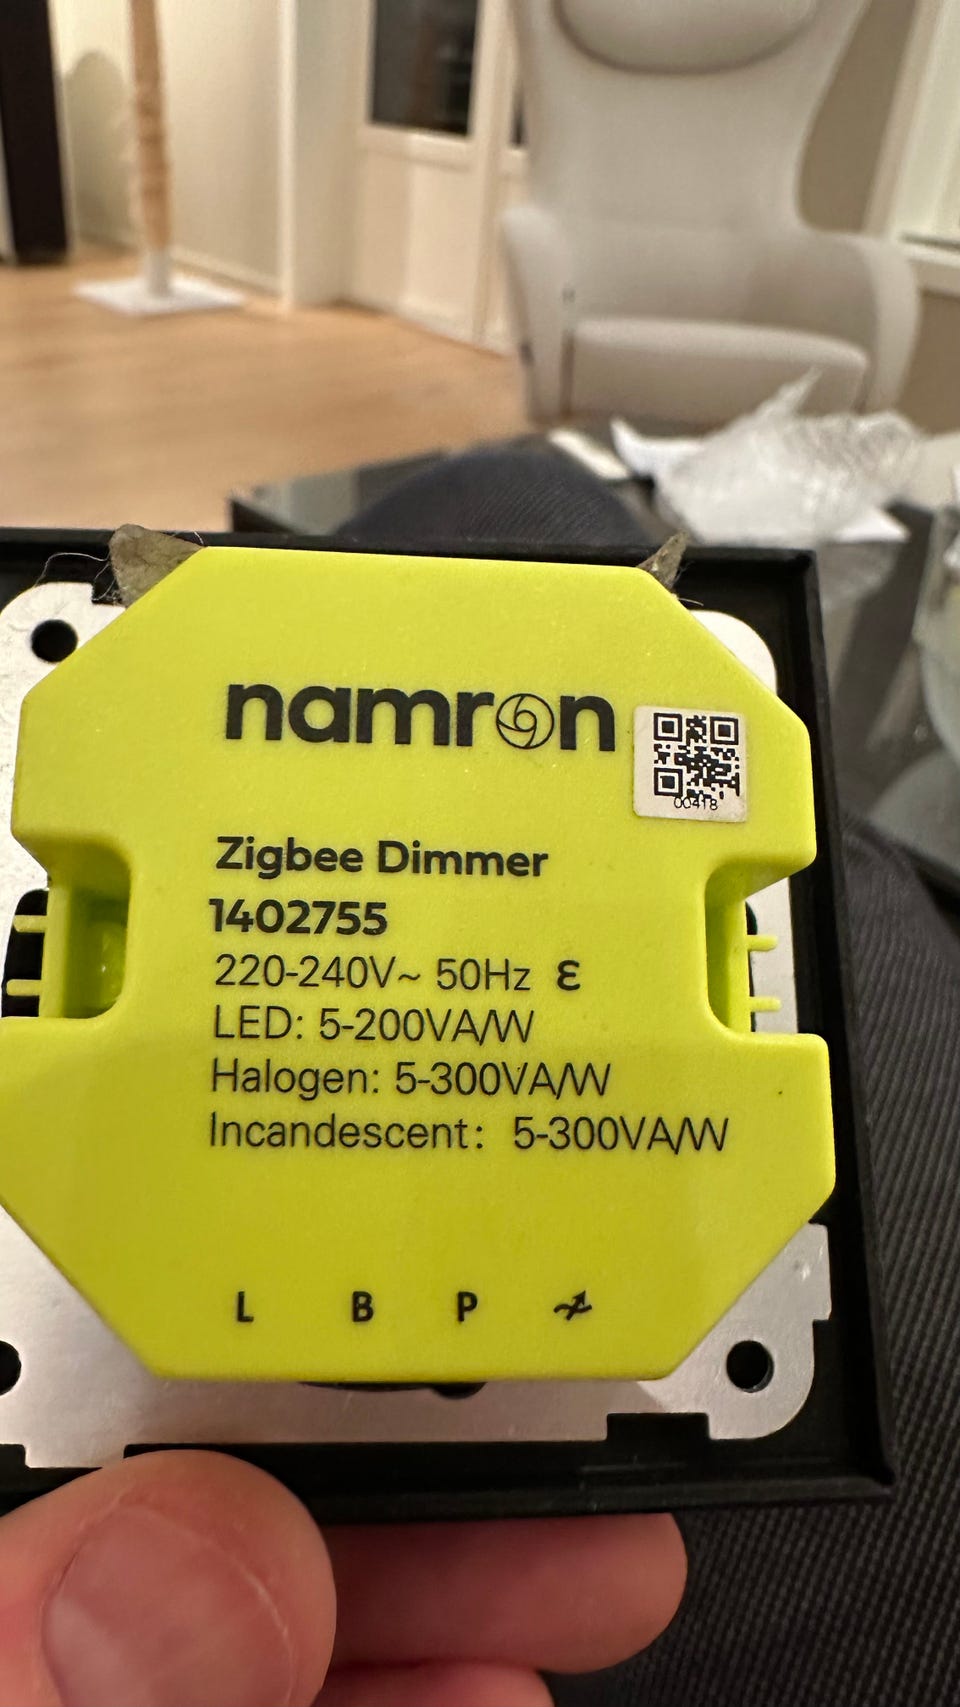 namron
00418
Zigbee Dimmer
1402755
220-240V~ 50Hz ε
LED: 5-200VA/W
Halogen: 5-300VA/W
Incandescent: 5-300VA/W
L B P